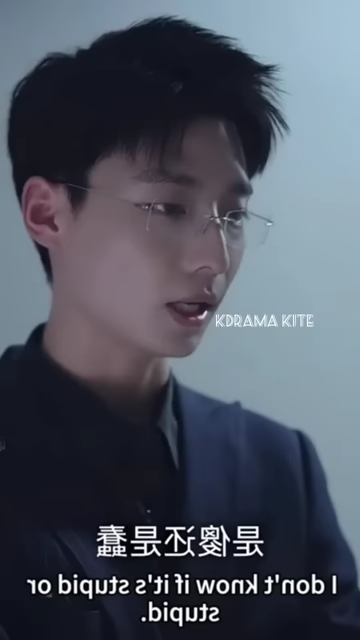 KDRAMA KITE
是傻还是蠢
I don't know if it's stupid or
stupid.